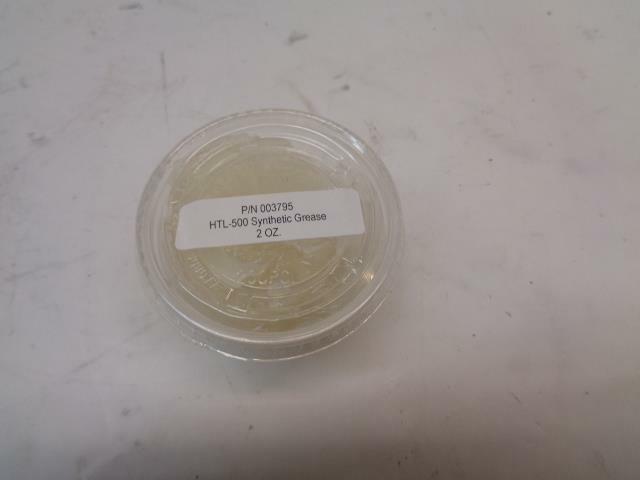 P/N 003795
HTL-500 Synthetic Grease
2 OZ.